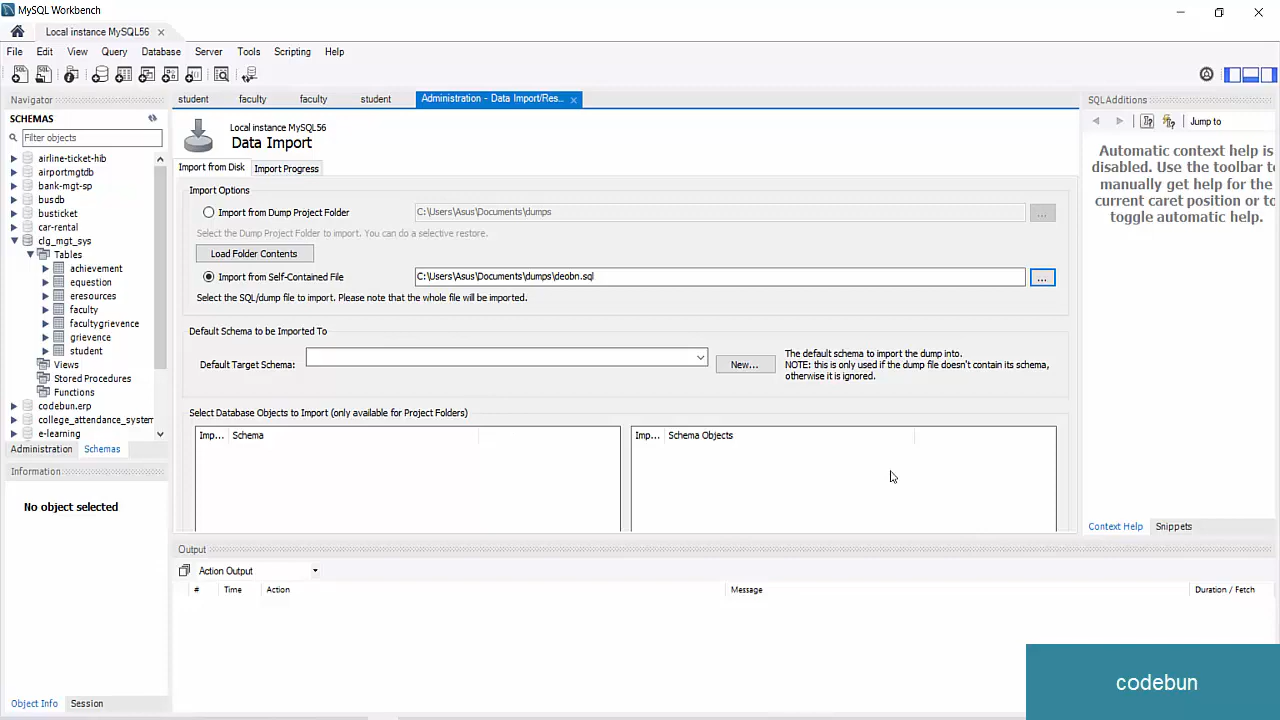 MySQL Workbench
Local instance MySQL56
File Edit View Query Database Server Tools Scripting Help
Navigator
SCHEMAS
Filter objects
airline-ticket-hib
airportmgtdb
bank-mgt-sp
busdb
busticket
car-rental
clg_mgt_sys
Tables
achievement
equestion
eresources
faculty
facultygrievence
grievence
student
Views
Stored Procedures
Functions
codebun.erp
college_attendance_system
e-learning
Administration Schemas
Information
No object selected
Object Info Session
student faculty faculty student Administration - Data Import/Res...
Local instance MySQL56
Data Import
Import from Disk Import Progress
Import Options
Import from Dump Project Folder C:\Users\Asus\Documents\dumps ...
Select the Dump Project Folder to import. You can do a selective restore.
Load Folder Contents
Import from Self-Contained File C:\Users\Asus\Documents\dumps\deobn.sql ...
Select the SQL/dump file to import. Please note that the whole file will be imported.
Default Schema to be Imported To
Default Target Schema: New...
The default schema to import the dump into.
NOTE: this is only used if the dump file doesn't contain its schema,
otherwise it is ignored.
Select Database Objects to Import (only available for Project Folders)
Imp... Schema
Imp... Schema Objects
SQLAdditions
Jump to
Automatic context help is
disabled. Use the toolbar to
manually get help for the
current caret position or to
toggle automatic help.
Context Help Snippets
Output
Action Output
# Time Action Message Duration / Fetch
codebun